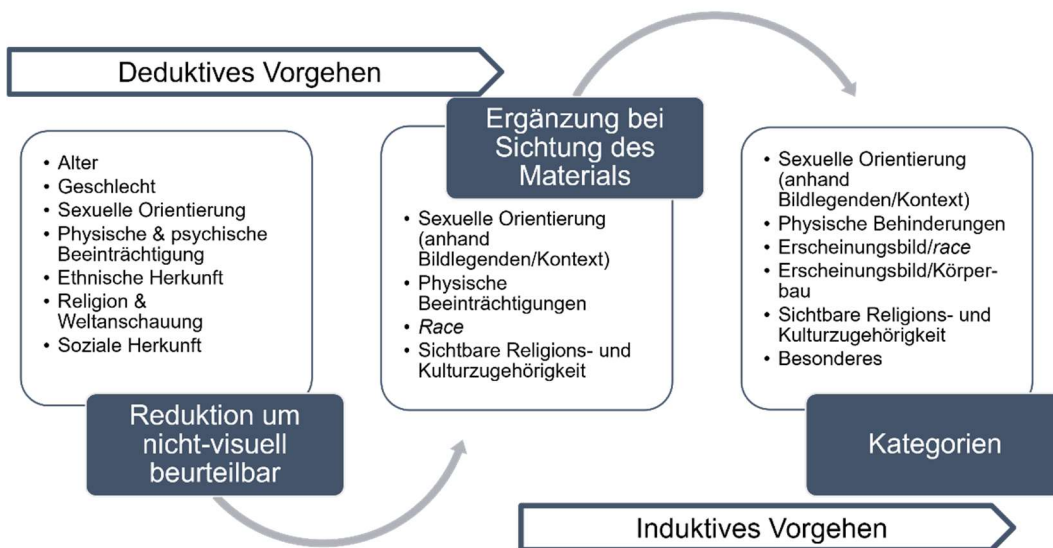 Deduktives Vorgehen
• Alter
• Geschlecht
• Sexuelle Orientierung
• Physische & psychische
Beeinträchtigung
• Ethnische Herkunft
• Religion &
Weltanschauung
• Soziale Herkunft
Reduktion um
nicht-visuell
beurteilbar
Ergänzung bei
Sichtung des
Materials
• Sexuelle Orientierung
(anhand
Bildlegenden/Kontext)
• Physische
Beeinträchtigungen
• Race
• Sichtbare Religions- und
Kulturzugehörigkeit
• Sexuelle Orientierung
(anhand
Bildlegenden/Kontext)
• Physische Behinderungen
• Erscheinungsbild/race
• Erscheinungsbild/Körper-
bau
• Sichtbare Religions- und
Kulturzugehörigkeit
• Besonderes
Kategorien
Induktives Vorgehen